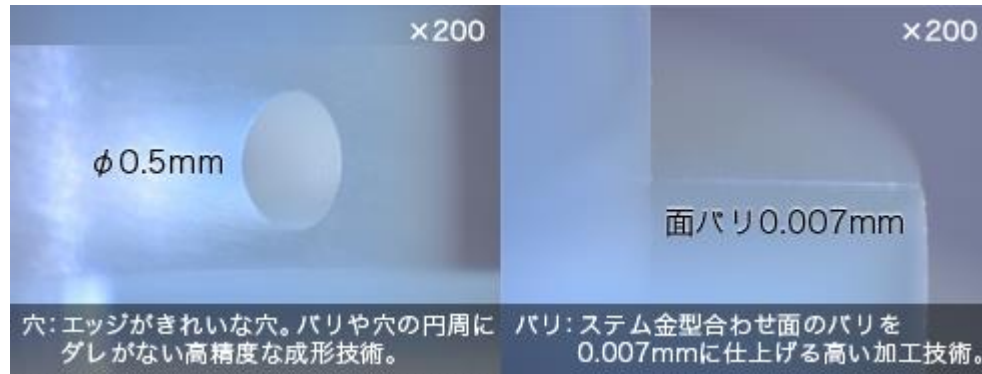 ×200
φ0.5mm
穴:エッジがきれいな穴。バリや穴の円周に
ダレがない高精度な成形技術。
×200
面バリ0.007mm
バリ:ステム金型合わせ面のバリを
0.007mmに仕上げる高い加工技術。